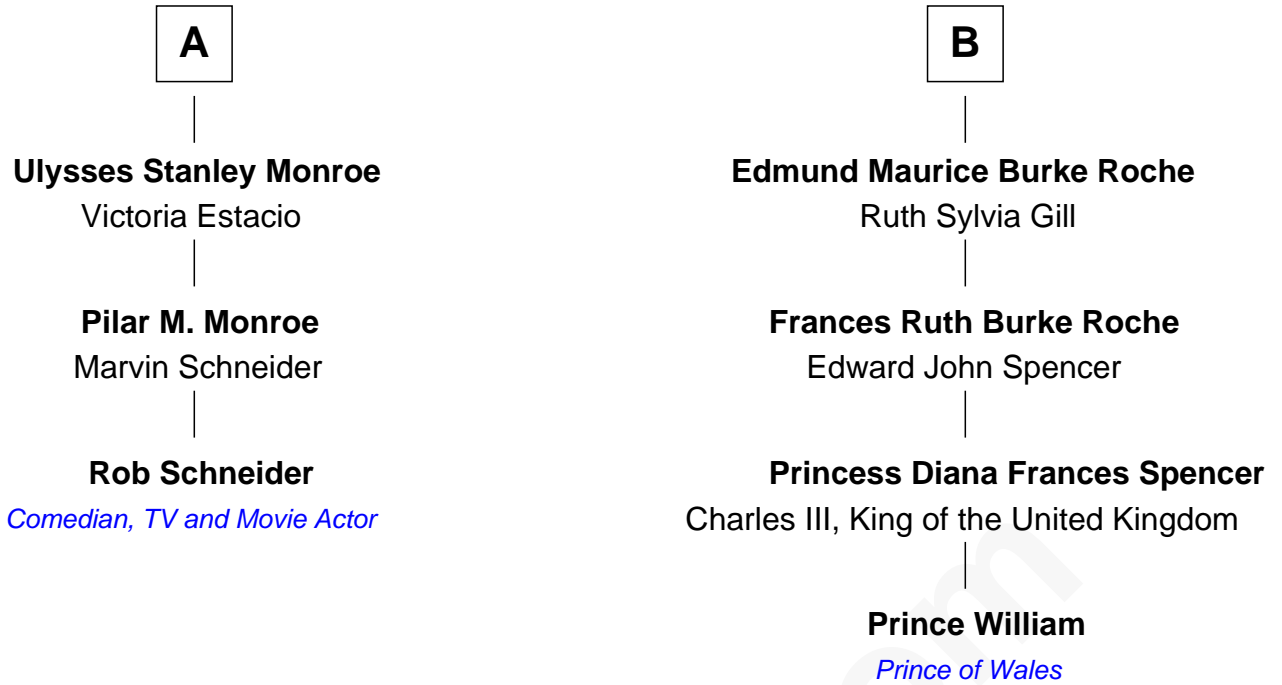 A
Ulysses Stanley Monroe
Victoria Estacio
Pilar M. Monroe
Marvin Schneider
Rob Schneider
Comedian, TV and Movie Actor
B
Edmund Maurice Burke Roche
Ruth Sylvia Gill
Frances Ruth Burke Roche
Edward John Spencer
Princess Diana Frances Spencer
Charles III, King of the United Kingdom
Prince William
Prince of Wales